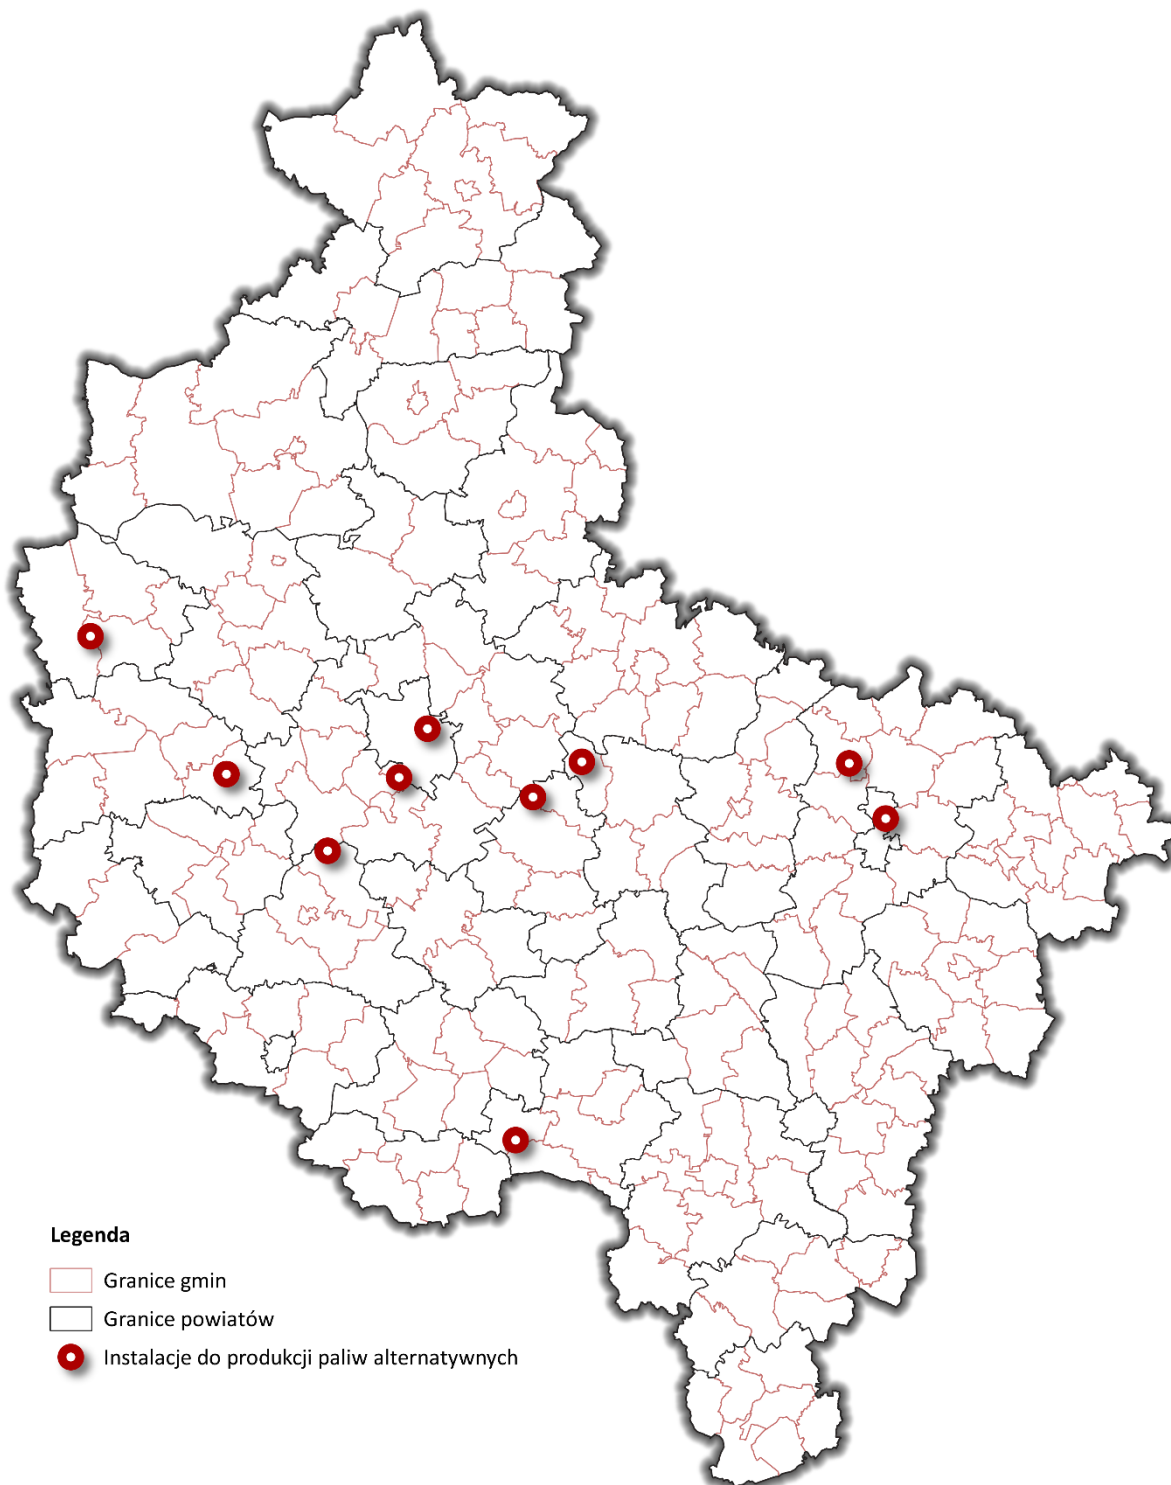 Legenda
Granice gmin
Granice powiatów
Instalacje do produkcji paliw alternatywnych